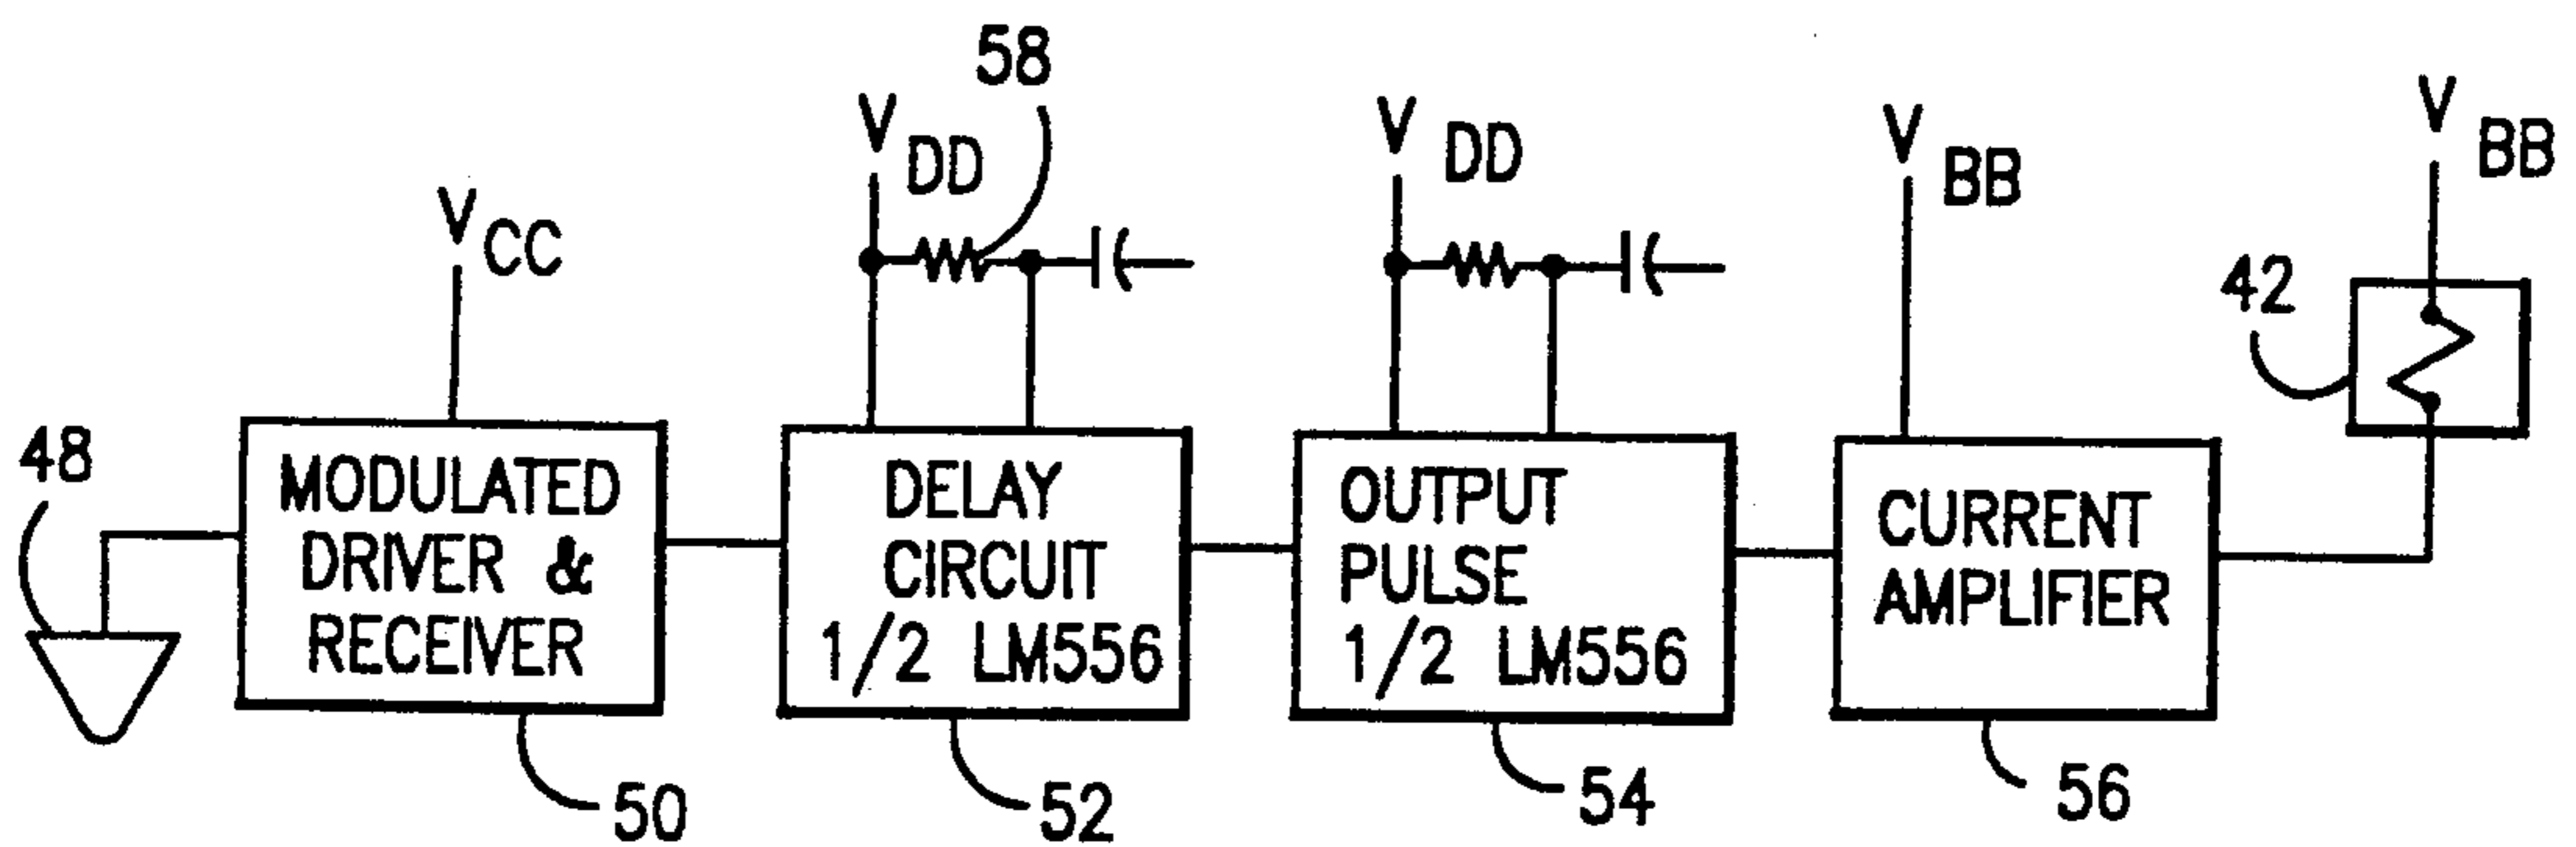 58
V DD
V DD
V BB
V BB
V CC
42
48
MODULATED
DRIVER &
RECEIVER
DELAY
CIRCUIT
1/2 LM556
OUTPUT
PULSE
1/2 LM556
CURRENT
AMPLIFIER
50
52
54
56